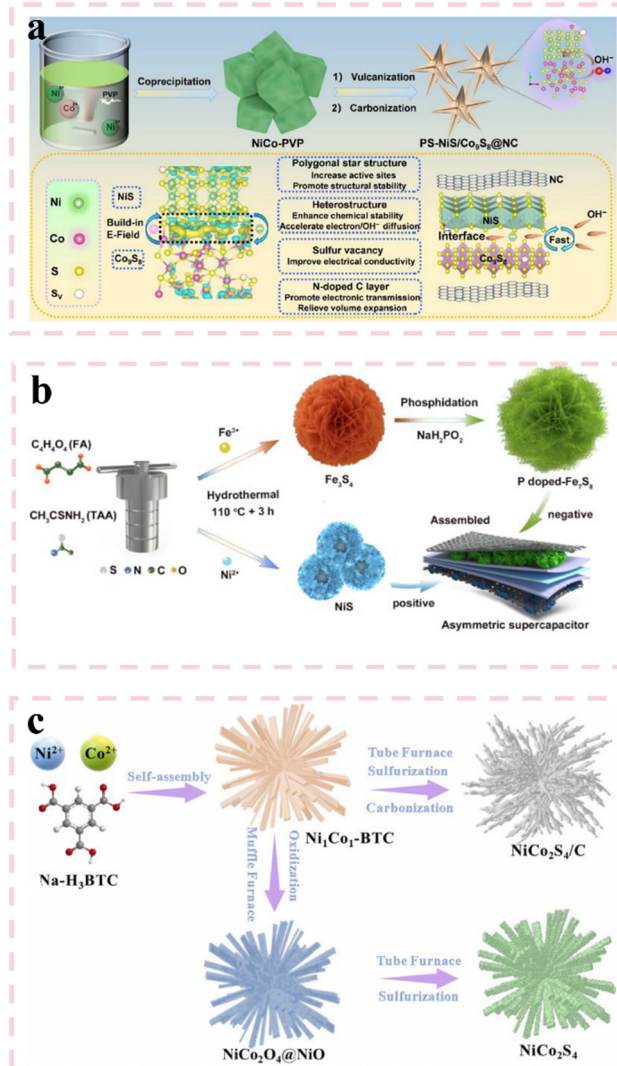 a
Ni²⁺
Co²⁺
PVP
Ni²⁺
Coprecipitation
NiCo-PVP
1) Vulcanization
2) Carbonization
PS-NiS/Co₉S₈@NC
OH⁻
Ni
Co
S
Sᵥ
NiS
Build-in
E-Field
Co₉S₈
Polygonal star structure
Increase active sites
Promote structural stability
Heterostructure
Enhance chemical stability
Accelerate electron/OH⁻ diffusion
Sulfur vacancy
Improve electrical conductivity
N-doped C layer
Promote electronic transmission
Relieve volume expansion
NC
NiS
OH⁻
Interface
Fast
Co₉S₈
b
C₄H₄O₄ (FA)
CH₃CSNH₂ (TAA)
S N C O
Fe³⁺
Hydrothermal
110 °C + 3 h
Ni²⁺
Fe₃S₄
Phosphidation
NaH₂PO₂
P doped-Fe₇S₈
negative
Assembled
NiS
positive
Asymmetric supercapacitor
c
Ni²⁺
Co²⁺
Na-H₃BTC
Self-assembly
Ni₁Co₁-BTC
Tube Furnace
Sulfurization
Carbonization
NiCo₂S₄/C
Muffle Furnace
Oxidization
NiCo₂O₄@NiO
Tube Furnace
Sulfurization
NiCo₂S₄